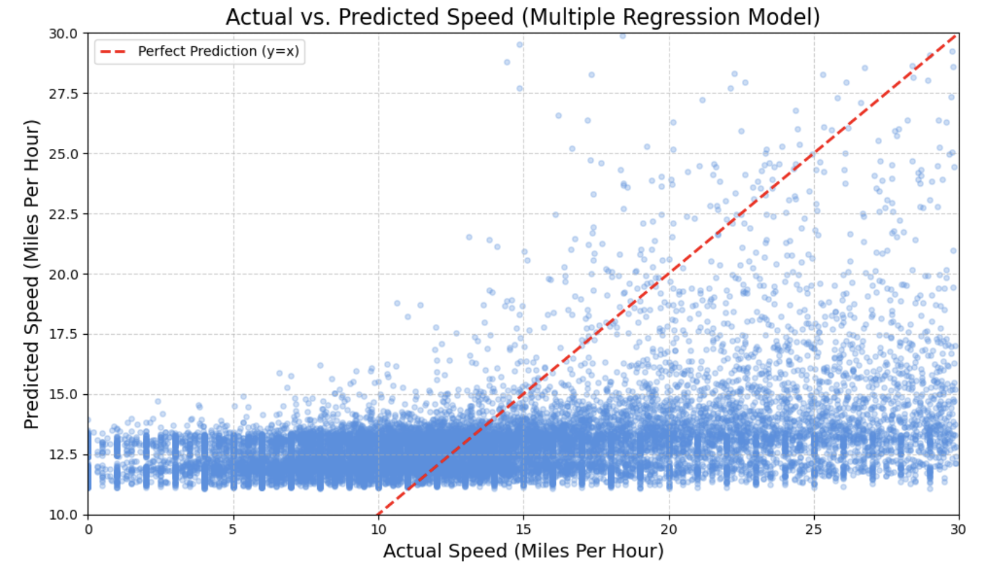 Actual vs. Predicted Speed (Multiple Regression Model)
Perfect Prediction (y=x)
Predicted Speed (Miles Per Hour)
30.0
27.5
25.0
22.5
20.0
17.5
15.0
12.5
10.0
0 5 10 15 20 25 30
Actual Speed (Miles Per Hour)